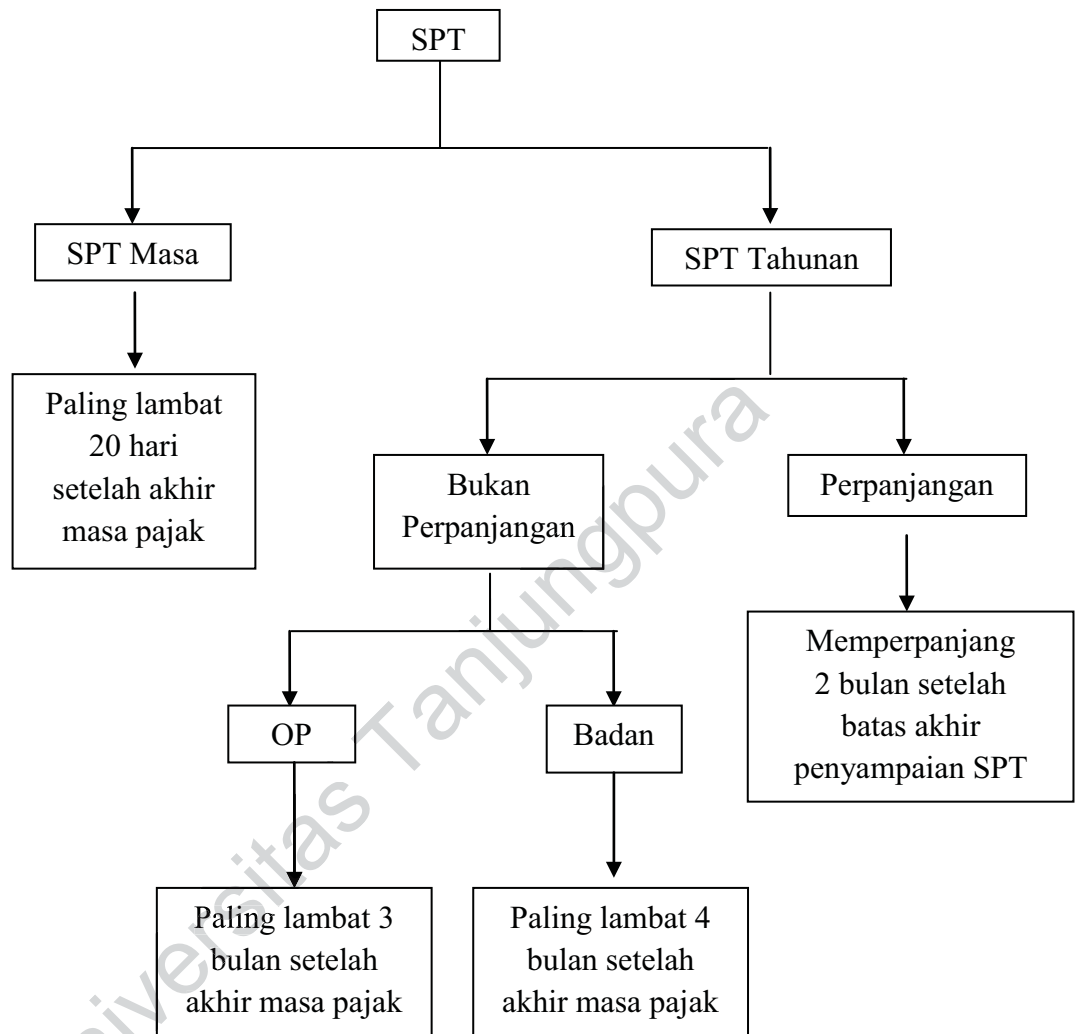 SPT
SPT Masa
SPT Tahunan
Paling lambat
20 hari
setelah akhir
masa pajak
Bukan
Perpanjangan
Perpanjangan
OP
Badan
Memperpanjang
2 bulan setelah
batas akhir
penyampaian SPT
Paling lambat 3
bulan setelah
akhir masa pajak
Paling lambat 4
bulan setelah
akhir masa pajak
niversitas Tanjungpura